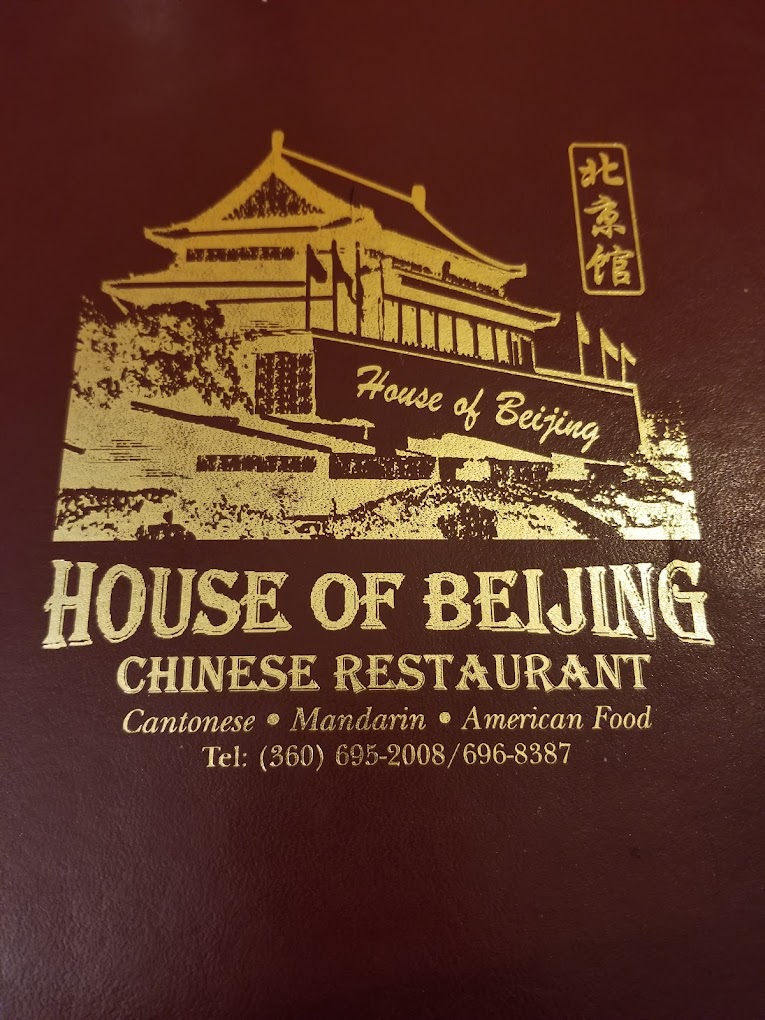 北京馆
House of Beijing
HOUSE OF BEIJING
CHINESE RESTAURANT
Cantonese • Mandarin • American Food
Tel: (360) 695-2008/696-8387